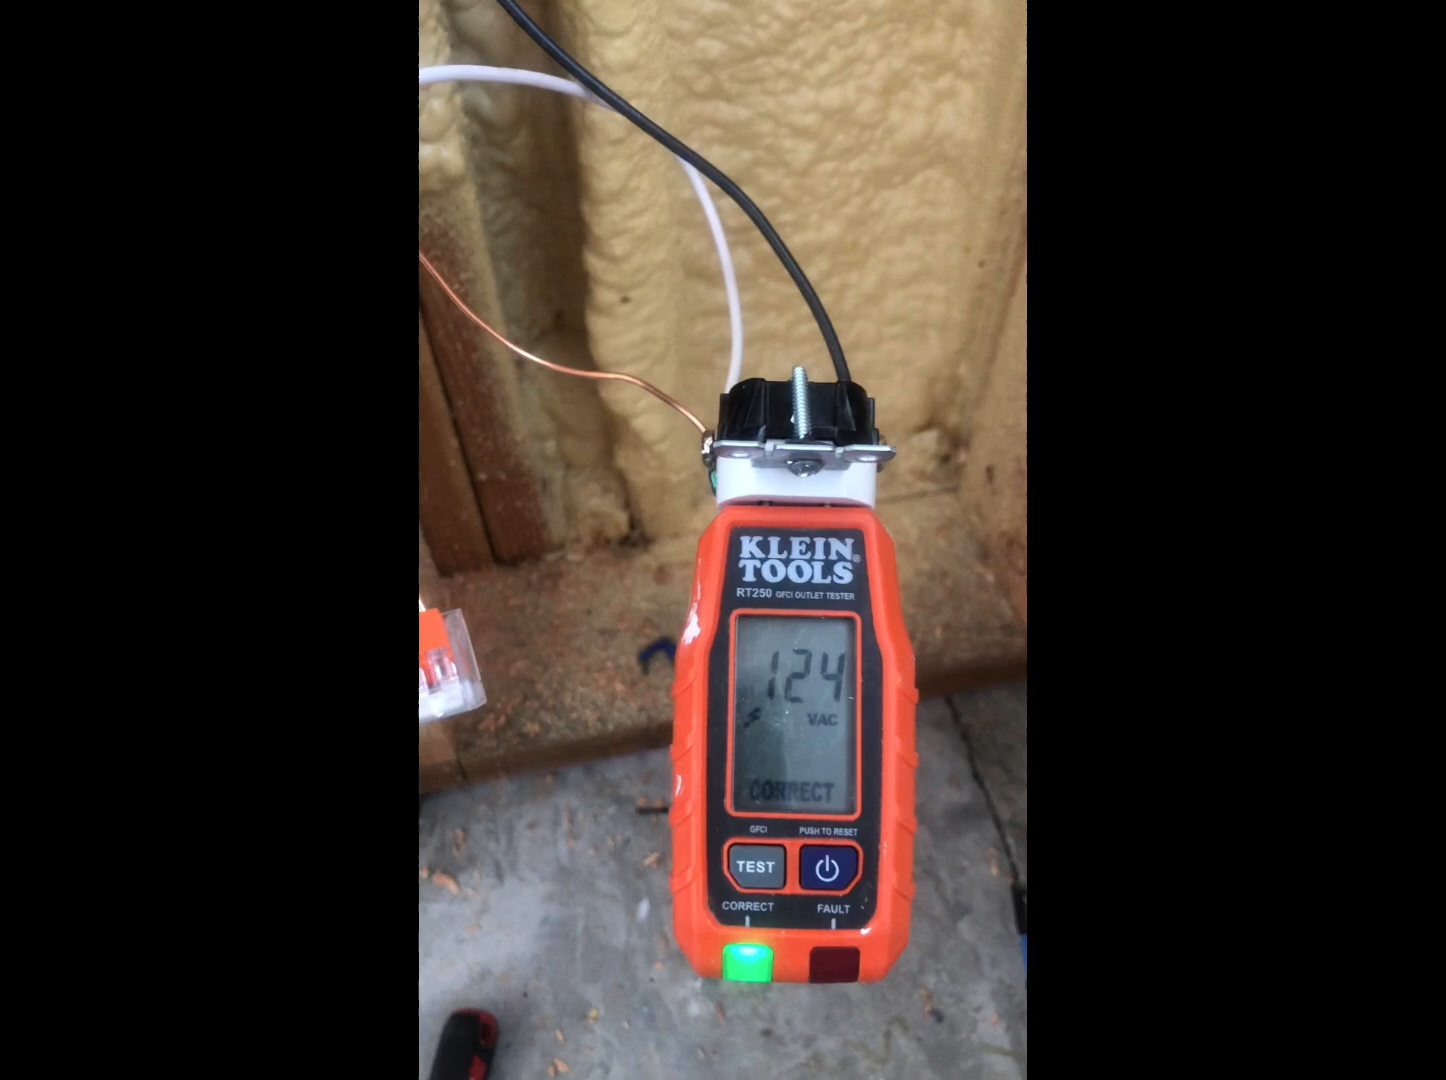 KLEIN
TOOLS®
RT250 GFCI OUTLET TESTER
124
VAC
CORRECT
GFCI PUSH TO RESET
TEST
CORRECT FAULT